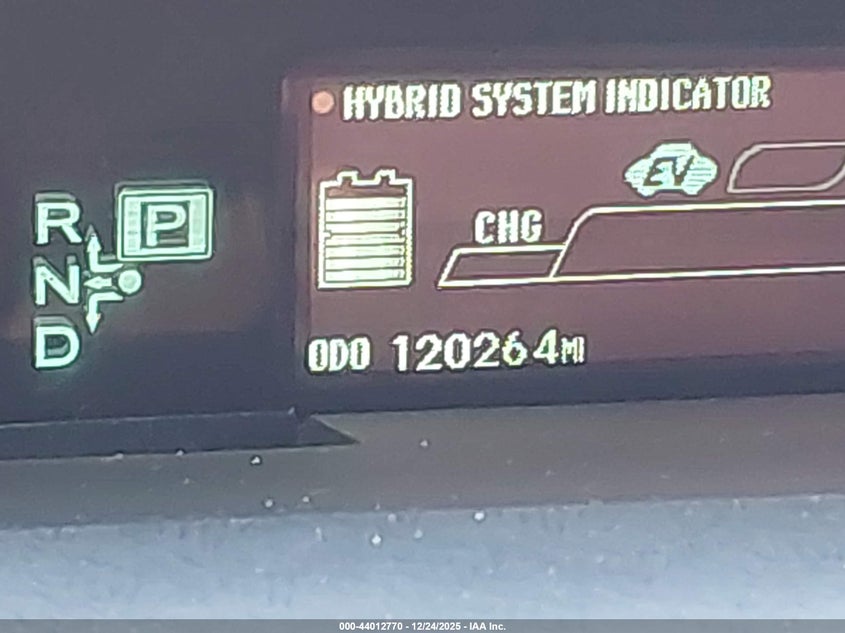 HYBRID SYSTEM INDICATOR
EV
R
P
CHG
N
D
ODO 120264MI
000-44012770 - 12/24/2025 - IAA Inc.